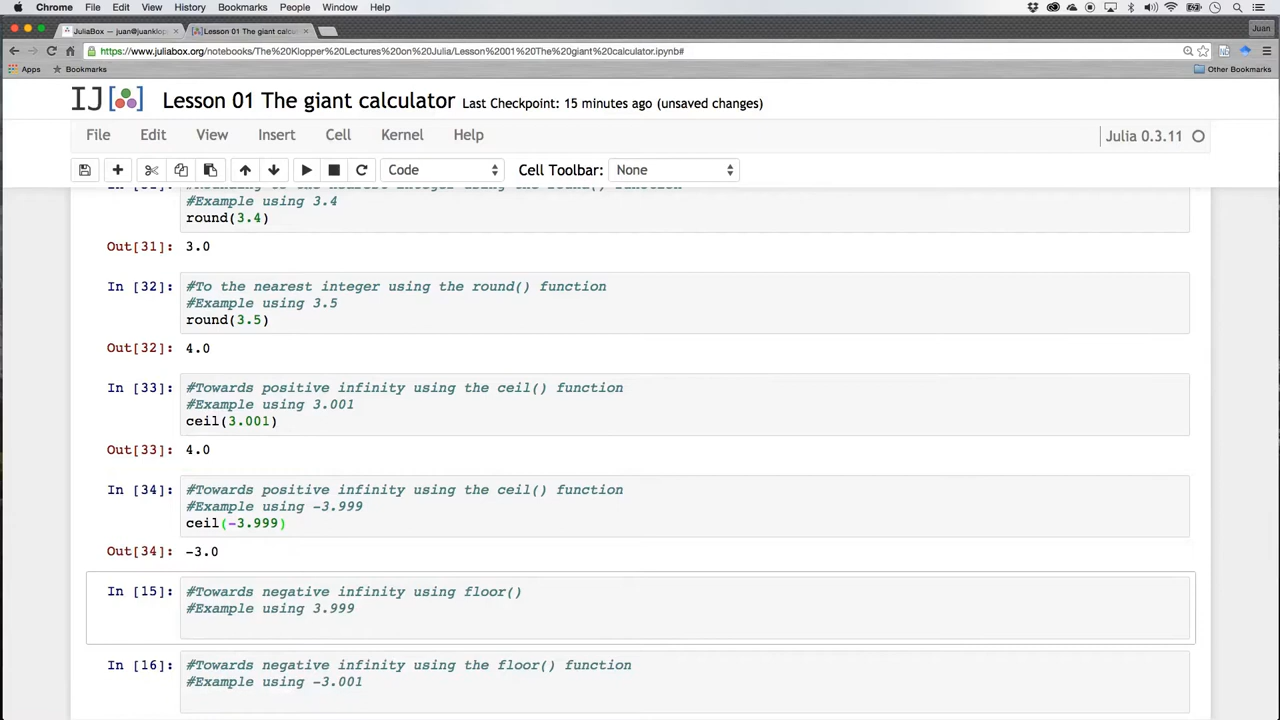 Chrome File Edit View History Bookmarks People Window Help
JuliaBox — juan@juanklop × Lesson 01 The giant calcu × Juan
https://www.juliabox.org/notebooks/The%20Klopper%20Lectures%20on%20Julia/Lesson%2001%20The%20giant%20calculator.ipynb#
Apps Bookmarks Other Bookmarks
IJ[ ] Lesson 01 The giant calculator Last Checkpoint: 15 minutes ago (unsaved changes)
File Edit View Insert Cell Kernel Help Julia 0.3.11
Code Cell Toolbar: None
#Example using 3.4
round(3.4)
Out[31]: 3.0
In [32]: #To the nearest integer using the round() function
#Example using 3.5
round(3.5)
Out[32]: 4.0
In [33]: #Towards positive infinity using the ceil() function
#Example using 3.001
ceil(3.001)
Out[33]: 4.0
In [34]: #Towards positive infinity using the ceil() function
#Example using -3.999
ceil(-3.999)
Out[34]: -3.0
In [15]: #Towards negative infinity using floor()
#Example using 3.999
In [16]: #Towards negative infinity using the floor() function
#Example using -3.001